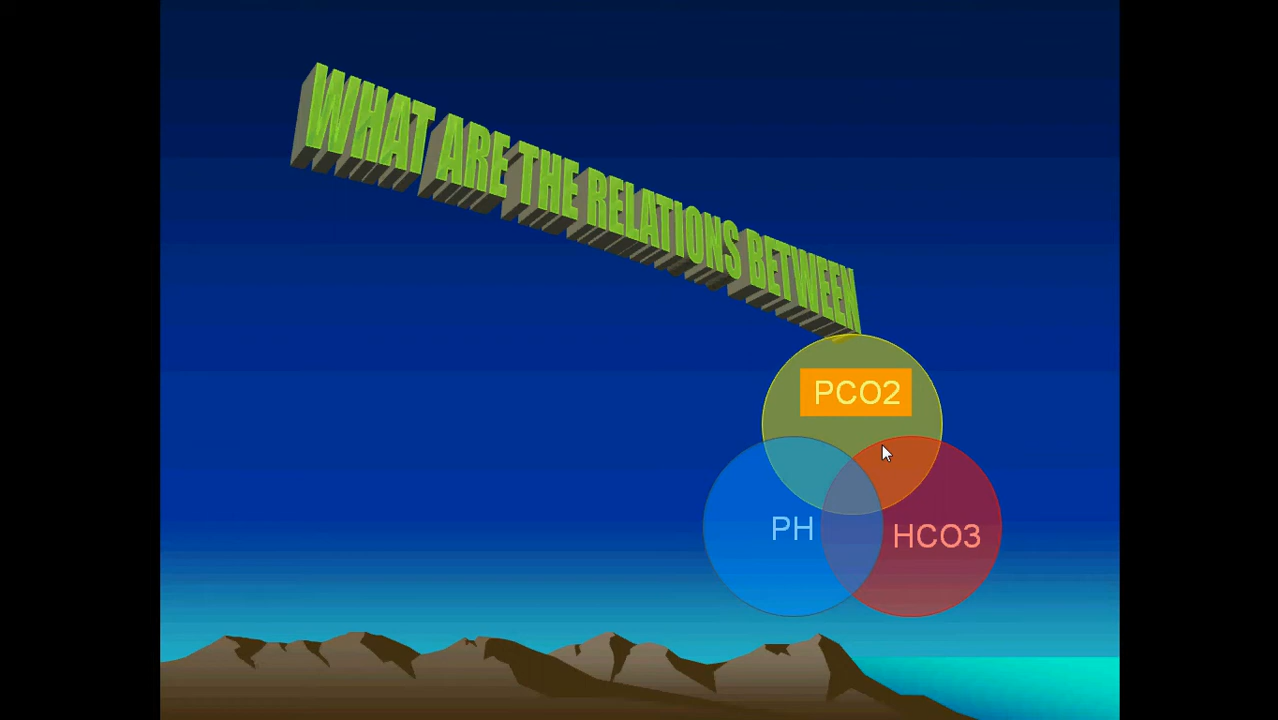 WHAT ARE THE RELATIONS BETWEEN
PCO2
PH
HCO3